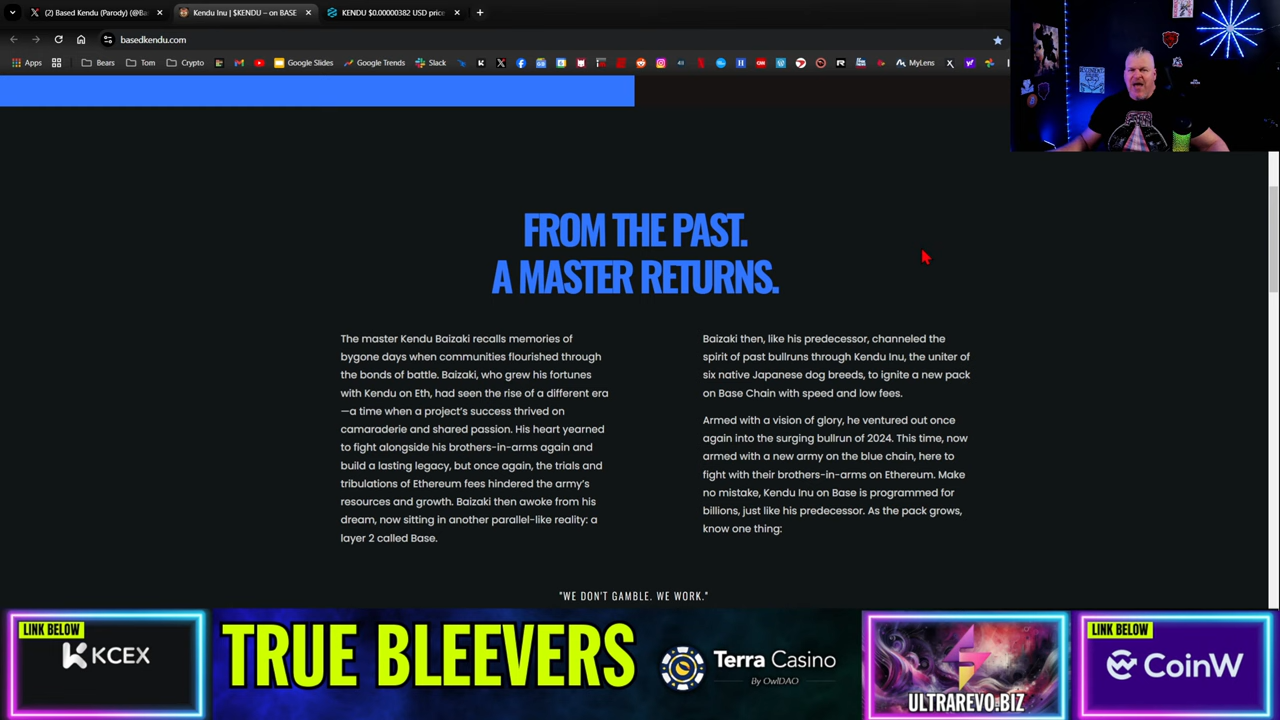 (2) Based Kendu (Parody) (@Ba
Kendu Inu | $KENDU – on BASE
KENDU $0.00000382 USD price
basedkendu.com
Apps
Bears
Tom
Crypto
Google Slides
Google Trends
Slack
MyLens
FROM THE PAST.
A MASTER RETURNS.
The master Kendu Baizaki recalls memories of
bygone days when communities flourished through
the bonds of battle. Baizaki, who grew his fortunes
with Kendu on Eth, had seen the rise of a different era
—a time when a project's success thrived on
camaraderie and shared passion. His heart yearned
to fight alongside his brothers-in-arms again and
build a lasting legacy, but once again, the trials and
tribulations of Ethereum fees hindered the army's
resources and growth. Baizaki then awoke from his
dream, now sitting in another parallel-like reality: a
layer 2 called Base.
Baizaki then, like his predecessor, channeled the
spirit of past bullruns through Kendu Inu, the uniter of
six native Japanese dog breeds, to ignite a new pack
on Base Chain with speed and low fees.
Armed with a vision of glory, he ventured out once
again into the surging bullrun of 2024. This time, now
armed with a new army on the blue chain, here to
fight with their brothers-in-arms on Ethereum. Make
no mistake, Kendu Inu on Base is programmed for
billions, just like his predecessor. As the pack grows,
know one thing:
"WE DON'T GAMBLE. WE WORK."
LINK BELOW
KCEX
TRUE BLEEVERS
Terra Casino
By OwlDAO
ULTRAREVO.BIZ
LINK BELOW
CoinW